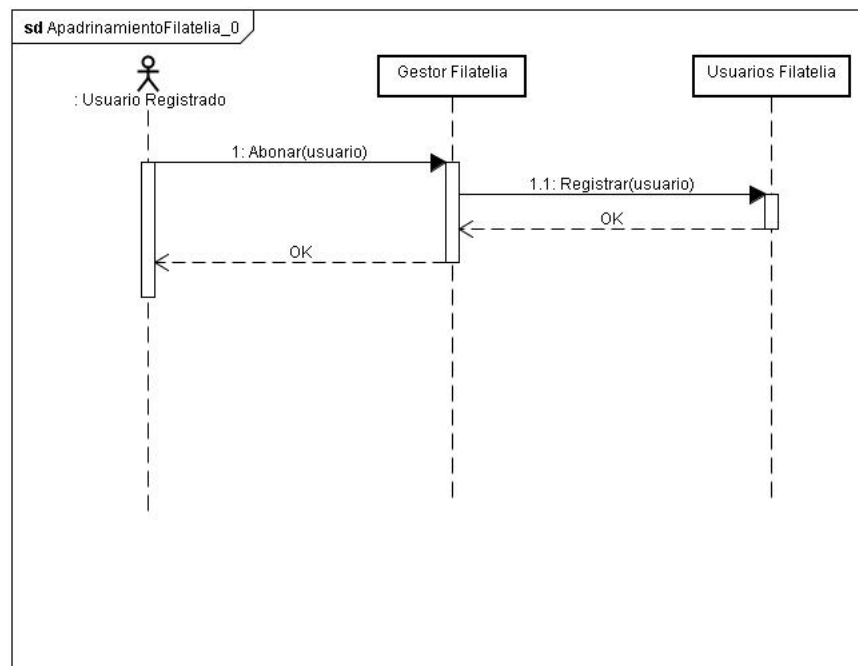 sd ApadrinamientoFilatelia_0
: Usuario Registrado
Gestor Filatelia
Usuarios Filatelia
1: Abonar(usuario)
1.1: Registrar(usuario)
OK
OK